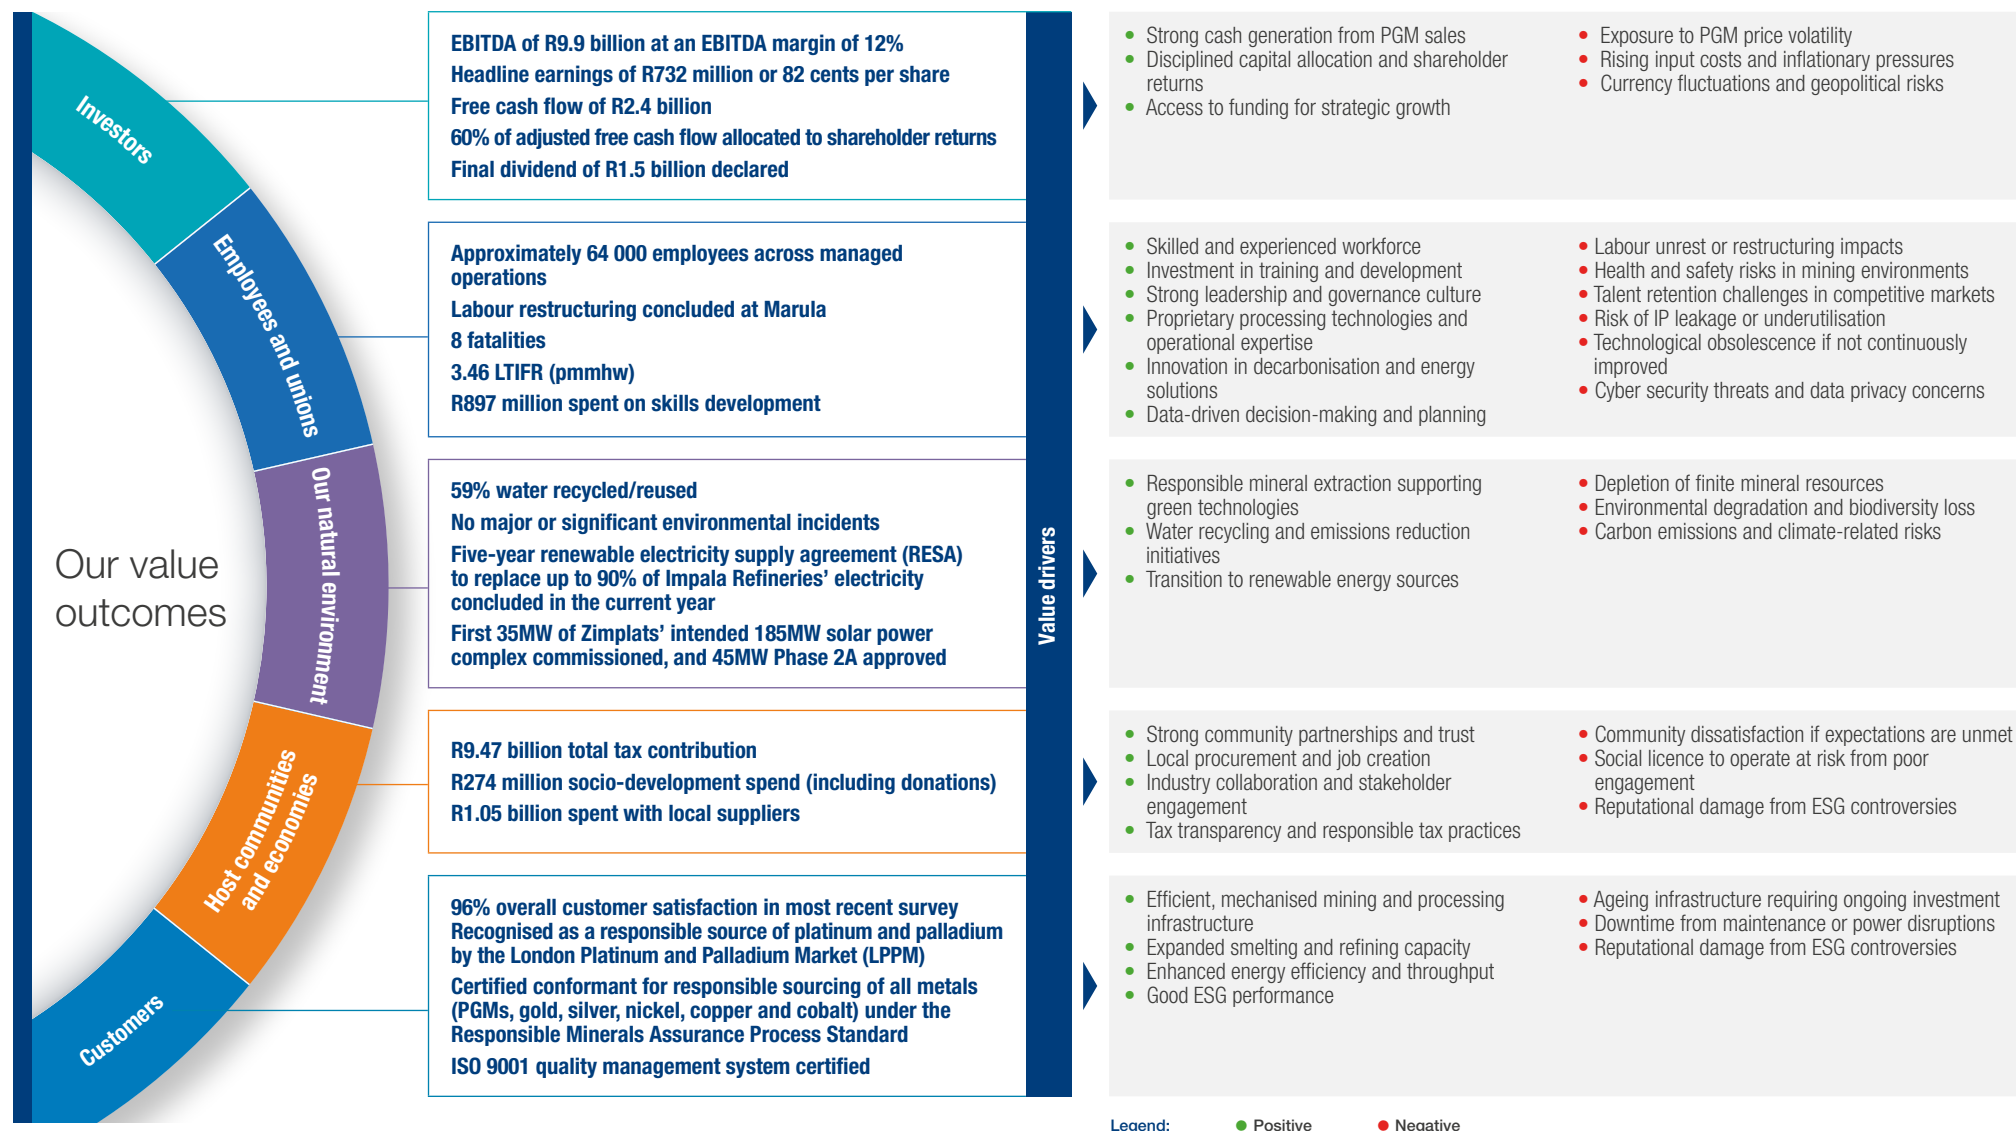 Our value
outcomes
Investors
EBITDA of R9.9 billion at an EBITDA margin of 12%
Headline earnings of R732 million or 82 cents per share
Free cash flow of R2.4 billion
60% of adjusted free cash flow allocated to shareholder returns
Final dividend of R1.5 billion declared
Strong cash generation from PGM sales
Disciplined capital allocation and shareholder
returns
Access to funding for strategic growth
Exposure to PGM price volatility
Rising input costs and inflationary pressures
Currency fluctuations and geopolitical risks
Employees and unions
Approximately 64 000 employees across managed
operations
Labour restructuring concluded at Marula
8 fatalities
3.46 LTIFR (pmmhw)
R897 million spent on skills development
Skilled and experienced workforce
Investment in training and development
Strong leadership and governance culture
Proprietary processing technologies and
operational expertise
Innovation in decarbonisation and energy
solutions
Data-driven decision-making and planning
Labour unrest or restructuring impacts
Health and safety risks in mining environments
Talent retention challenges in competitive markets
Risk of IP leakage or underutilisation
Technological obsolescence if not continuously
improved
Cyber security threats and data privacy concerns
Our natural environment
59% water recycled/reused
No major or significant environmental incidents
Five-year renewable electricity supply agreement (RESA)
to replace up to 90% of Impala Refineries’ electricity
concluded in the current year
First 35MW of Zimplats’ intended 185MW solar power
complex commissioned, and 45MW Phase 2A approved
Value drivers
Responsible mineral extraction supporting
green technologies
Water recycling and emissions reduction
initiatives
Transition to renewable energy sources
Depletion of finite mineral resources
Environmental degradation and biodiversity loss
Carbon emissions and climate-related risks
Host communities
and economies
R9.47 billion total tax contribution
R274 million socio-development spend (including donations)
R1.05 billion spent with local suppliers
Strong community partnerships and trust
Local procurement and job creation
Industry collaboration and stakeholder
engagement
Tax transparency and responsible tax practices
Community dissatisfaction if expectations are unmet
Social licence to operate at risk from poor
engagement
Reputational damage from ESG controversies
Customers
96% overall customer satisfaction in most recent survey
Recognised as a responsible source of platinum and palladium
by the London Platinum and Palladium Market (LPPM)
Certified conformant for responsible sourcing of all metals
(PGMs, gold, silver, nickel, copper and cobalt) under the
Responsible Minerals Assurance Process Standard
ISO 9001 quality management system certified
Efficient, mechanised mining and processing
infrastructure
Expanded smelting and refining capacity
Enhanced energy efficiency and throughput
Good ESG performance
Ageing infrastructure requiring ongoing investment
Downtime from maintenance or power disruptions
Reputational damage from ESG controversies
Legend: Positive Negative